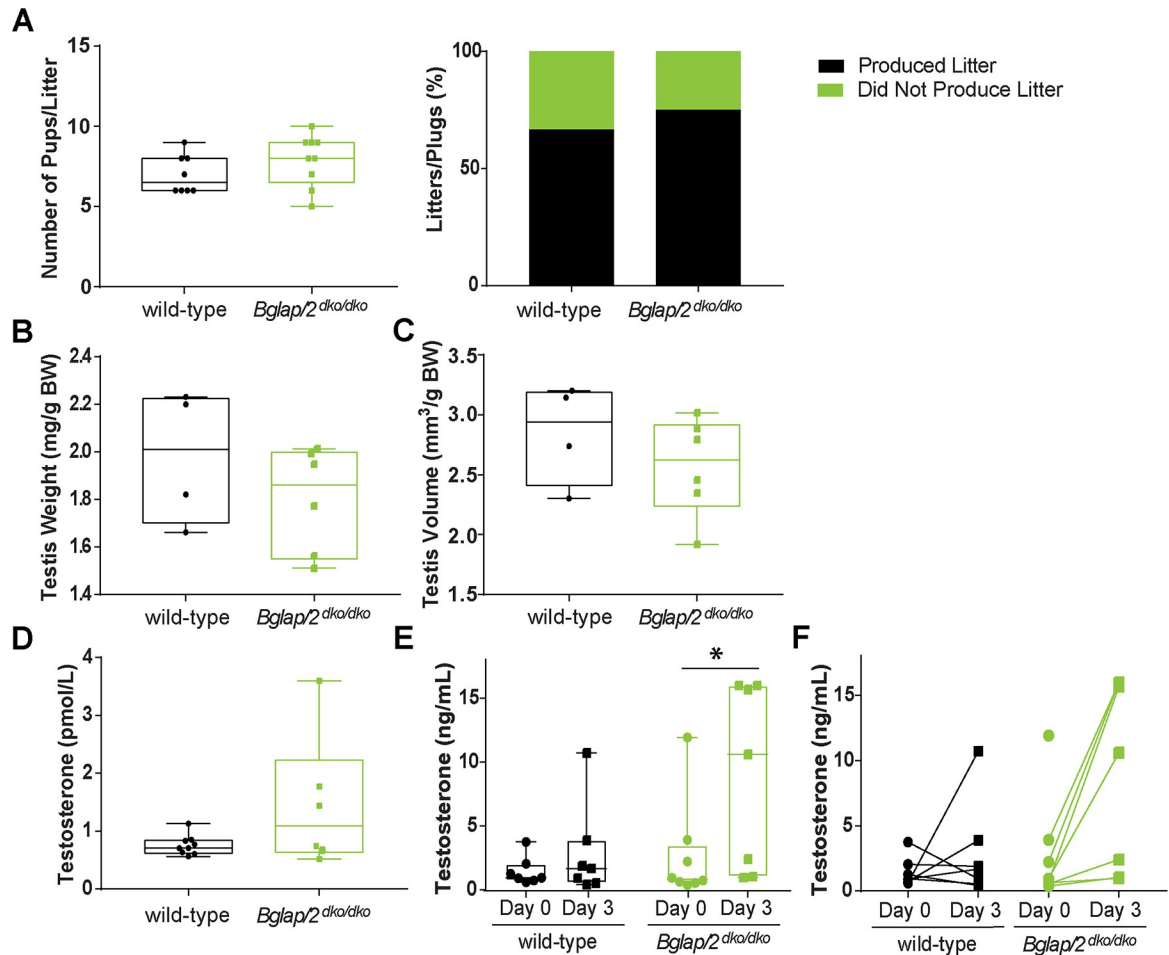 A
Number of Pups/Litter
15
10
5
0
wild-type
Bglap/2 dko/dko
Litters/Plugs (%)
100
50
0
wild-type
Bglap/2 dko/dko
Produced Litter
Did Not Produce Litter
B
Testis Weight (mg/g BW)
2.4
2.2
2.0
1.8
1.6
1.4
wild-type
Bglap/2 dko/dko
C
Testis Volume (mm³/g BW)
3.5
3.0
2.5
2.0
1.5
wild-type
Bglap/2 dko/dko
D
Testosterone (pmol/L)
4
3
2
1
0
wild-type
Bglap/2 dko/dko
E
Testosterone (ng/mL)
15
10
5
0
*
Day 0 Day 3 Day 0 Day 3
wild-type
Bglap/2 dko/dko
F
Testosterone (ng/mL)
15
10
5
0
Day 0 Day 3 Day 0 Day 3
wild-type
Bglap/2 dko/dko